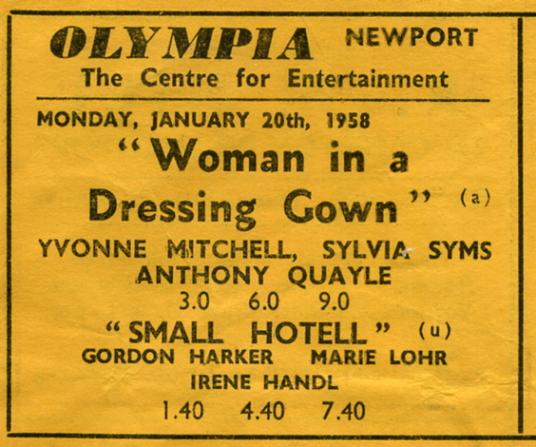 OLYMPIA NEWPORT
The Centre for Entertainment
MONDAY, JANUARY 20th, 1958
“Woman in a
Dressing Gown” (a)
YVONNE MITCHELL, SYLVIA SYMS
ANTHONY QUAYLE
3.0 6.0 9.0
“SMALL HOTELL” (u)
GORDON HARKER MARIE LOHR
IRENE HANDL
1.40 4.40 7.40